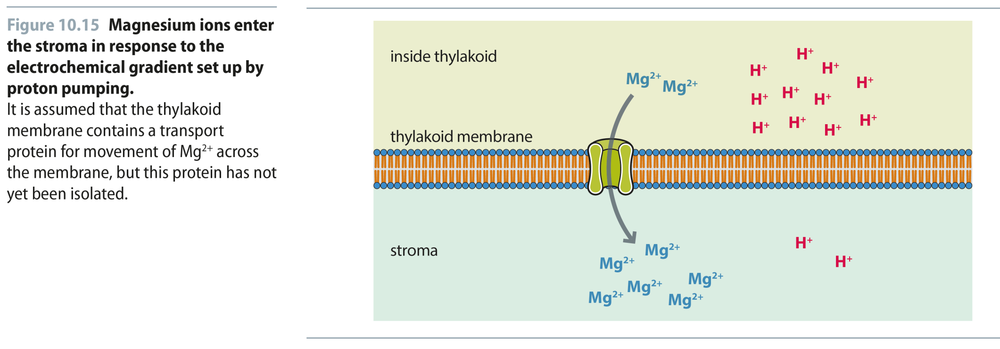 Figure 10.15 Magnesium ions enter
the stroma in response to the
electrochemical gradient set up by
proton pumping.
It is assumed that the thylakoid
membrane contains a transport
protein for movement of Mg²⁺ across
the membrane, but this protein has not
yet been isolated.
inside thylakoid
Mg²⁺ Mg²⁺
H⁺
H⁺ H⁺
H⁺
H⁺ H⁺ H⁺
H⁺ H⁺ H⁺ H⁺
thylakoid membrane
stroma
Mg²⁺
Mg²⁺
Mg²⁺
Mg²⁺
Mg²⁺
Mg²⁺
H⁺
H⁺